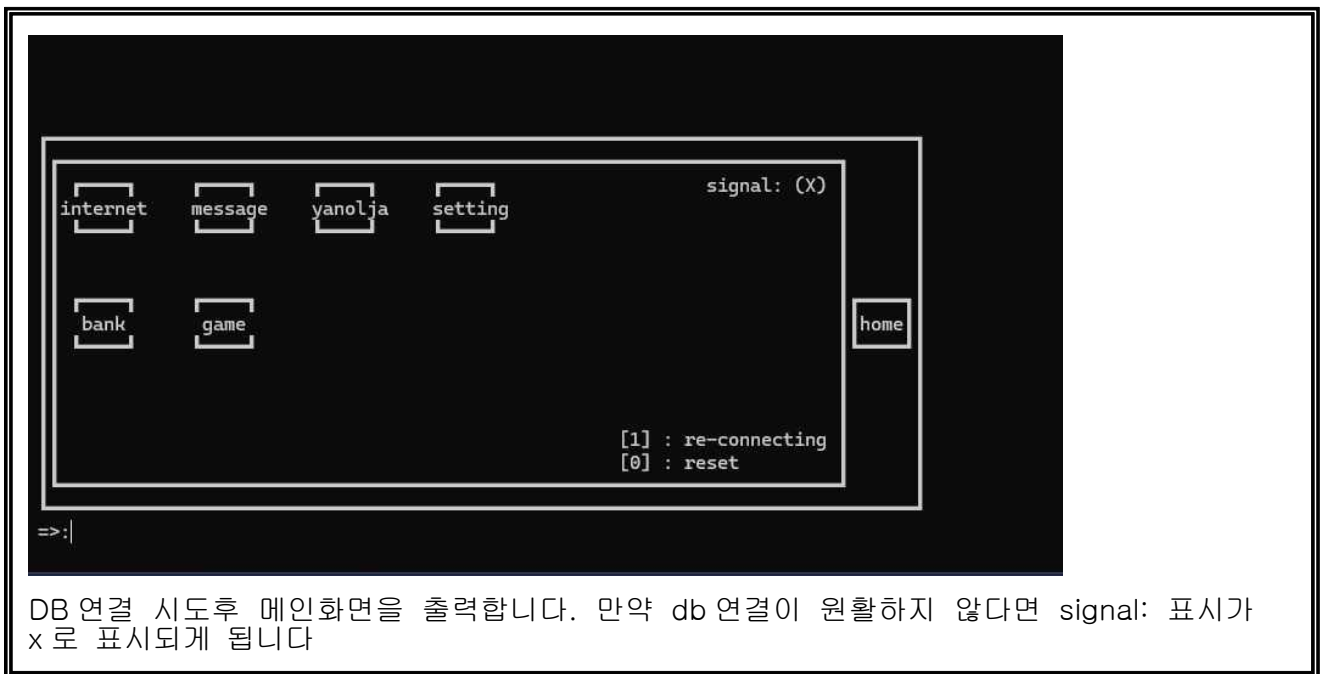 internet message yanolja setting signal: (X)
bank game home
[1] : re-connecting
[0] : reset
=>:
DB 연결 시도후 메인화면을 출력합니다. 만약 db 연결이 원활하지 않다면 signal: 표시가
x 로 표시되게 됩니다